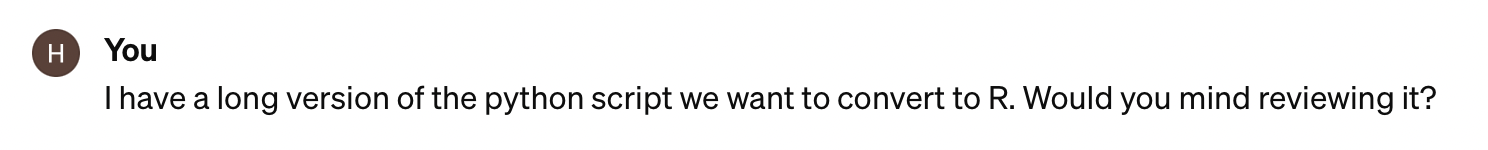 H
You
I have a long version of the python script we want to convert to R. Would you mind reviewing it?